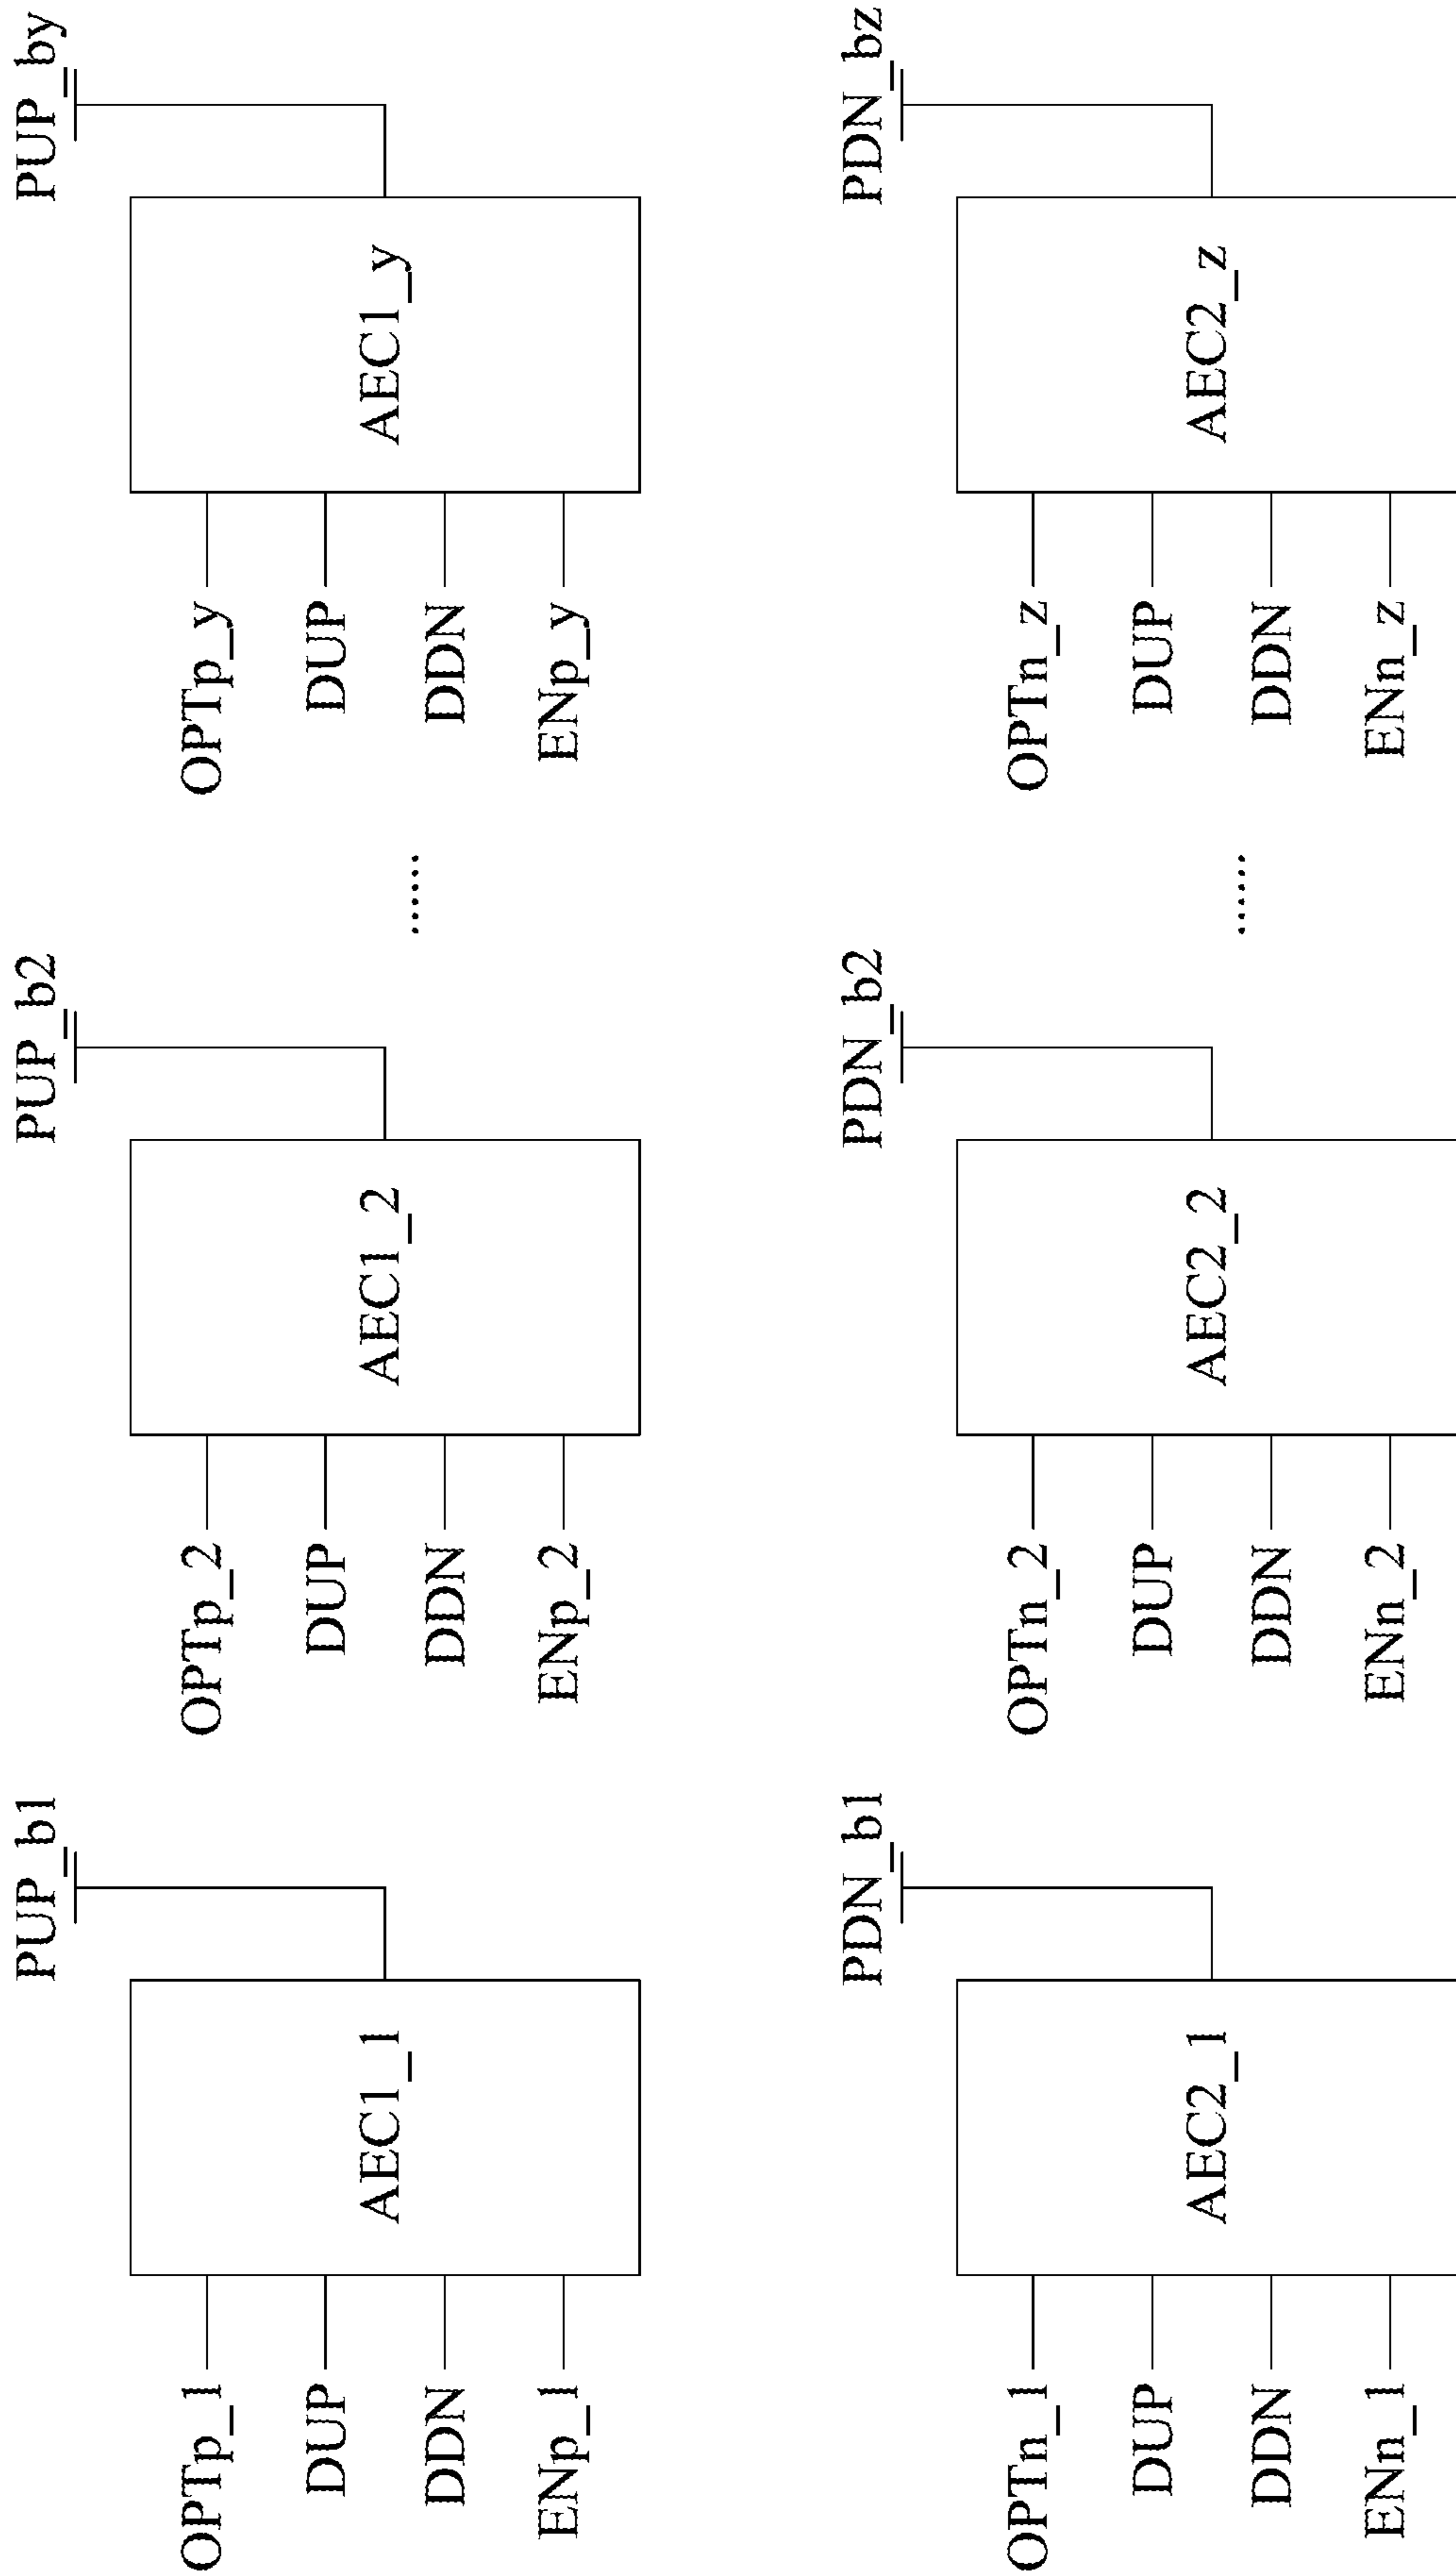 PUP_b1
OPTp_1
DUP
AEC1_1
DDN
ENp_1
PUP_b2
OPTp_2
DUP
AEC1_2
DDN
ENp_2
......
PUP_by
OPTp_y
DUP
AEC1_y
DDN
ENp_y
PDN_b1
OPTn_1
DUP
AEC2_1
DDN
ENn_1
PDN_b2
OPTn_2
DUP
AEC2_2
DDN
ENn_2
......
PDN_bz
OPTn_z
DUP
AEC2_z
DDN
ENn_z